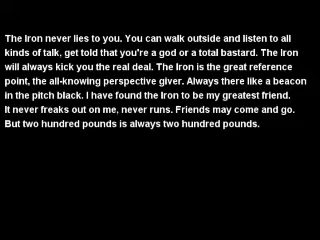 The Iron never lies to you. You can walk outside and listen to all
kinds of talk, get told that you're a god or a total bastard. The Iron
will always kick you the real deal. The Iron is the great reference
point, the all-knowing perspective giver. Always there like a beacon
in the pitch black. I have found the Iron to be my greatest friend.
It never freaks out on me, never runs. Friends may come and go.
But two hundred pounds is always two hundred pounds.